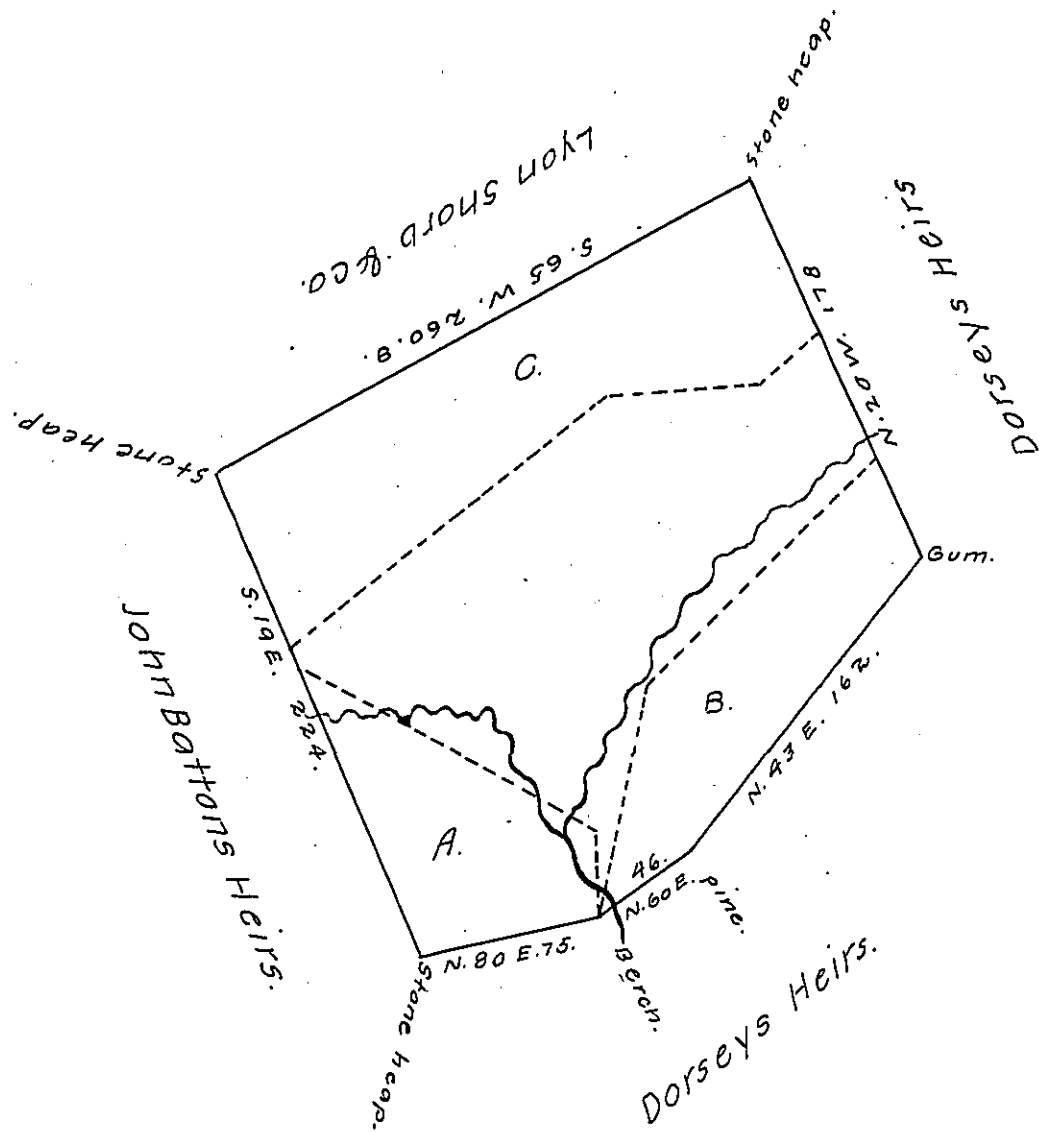 Stone heap.
Lyon Shorb & Co.
S. 65 W. 260.8.
Dorseys Heirs
N. 20 W. 178
C.
Stone heap.
Gum.
S. 19 E. 224.
John Battons Heirs.
B.
N. 43 E. 162.
A.
46.
N. 60 E.
pine.
N. 80 E. 75.
Berch.
Stone heap.
Dorseys Heirs.